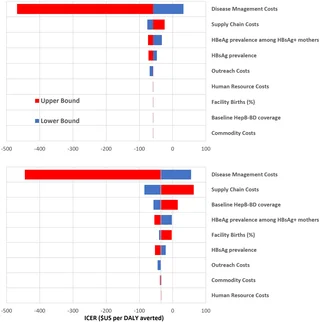 Disease Mnagement Costs
Supply Chain Costs
HBeAg prevalence among HBsAg+ mothers
HBsAg prevalence
Outreach Costs
Human Resource Costs
Facility Births (%)
Baseline HepB-BD coverage
Commodity Costs
Upper Bound
Lower Bound
-500 -400 -300 -200 -100 0 100
Disease Mnagement Costs
Supply Chain Costs
Baseline HepB-BD coverage
HBeAg prevalence among HBsAg+ mothers
Facility Births (%)
HBsAg prevalence
Outreach Costs
Commodity Costs
Human Resource Costs
-500 -400 -300 -200 -100 0 100
ICER ($US per DALY averted)